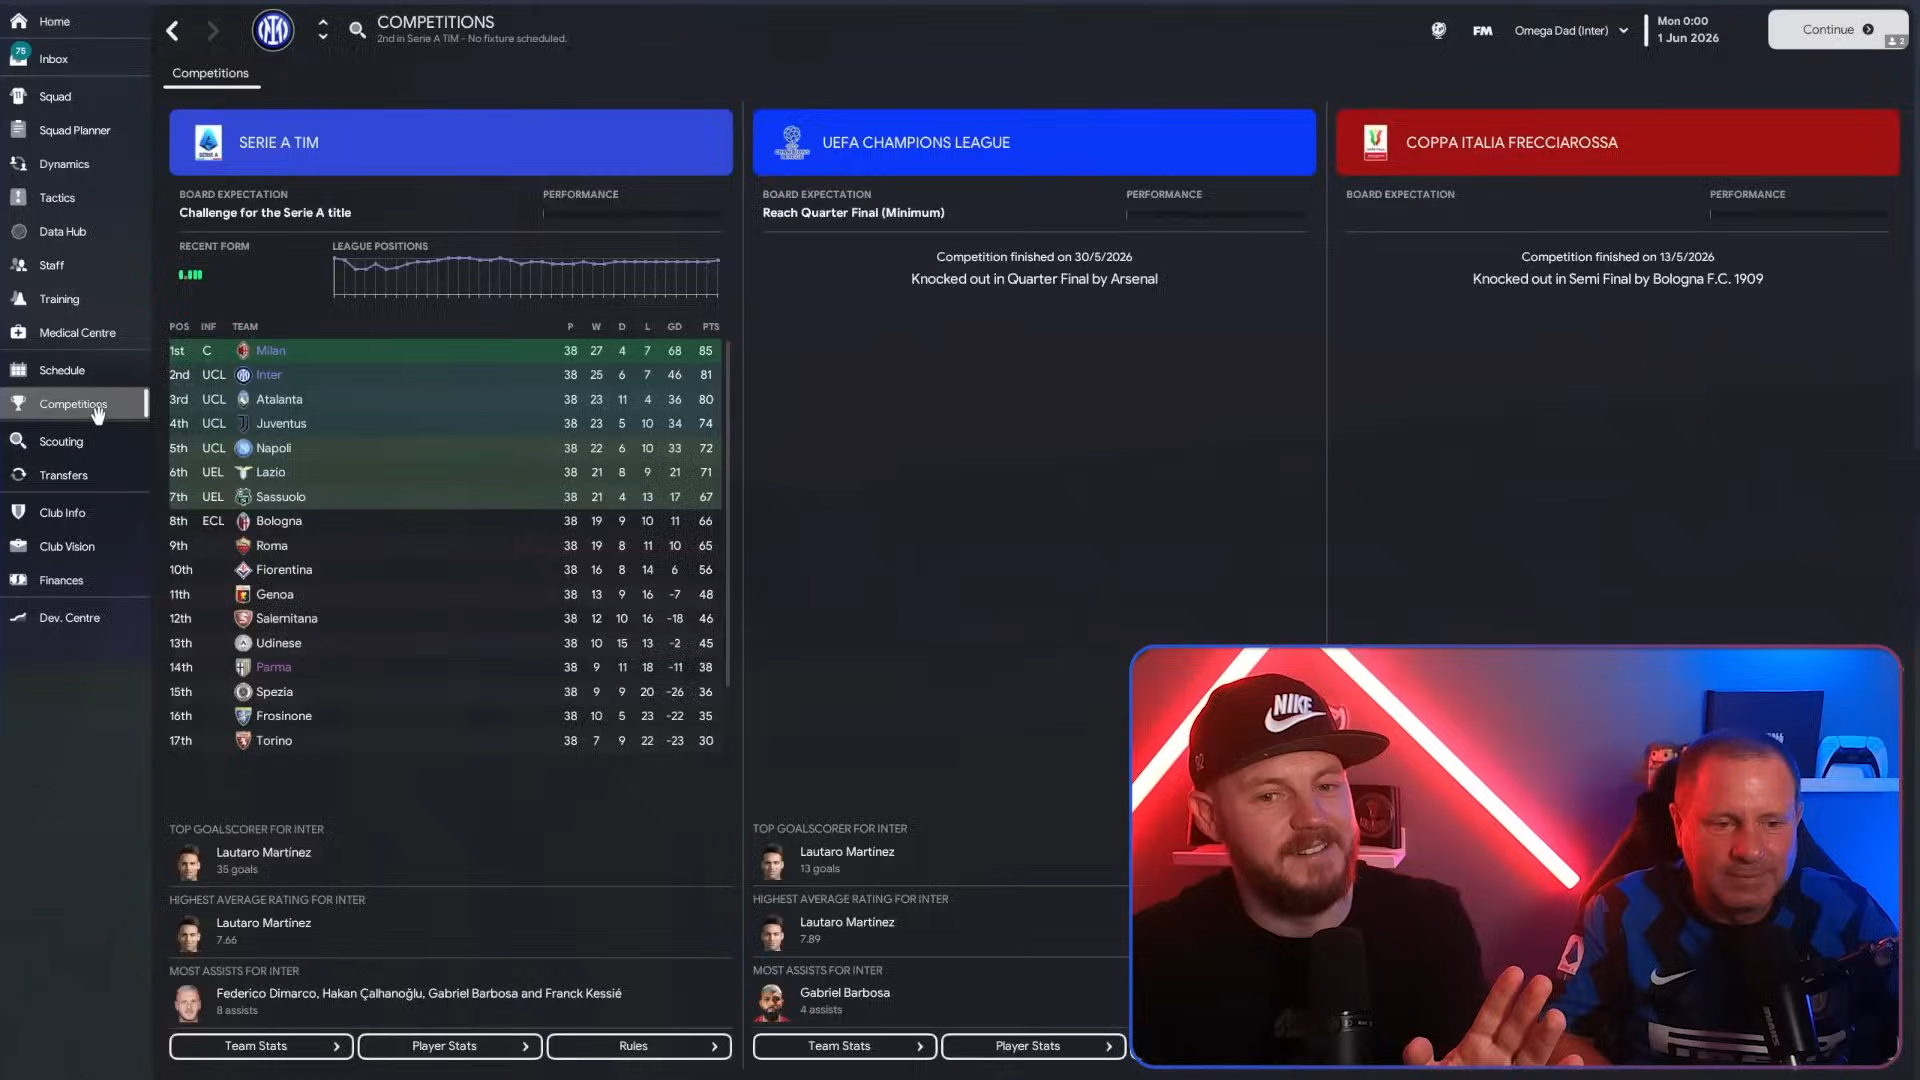 Home
75
Inbox
Squad
Squad Planner
Dynamics
Tactics
Data Hub
Staff
Training
Medical Centre
Schedule
Competitions
Scouting
Transfers
Club Info
Club Vision
Finances
Dev. Centre
COMPETITIONS
2nd in Serie A TIM - No fixture scheduled.
FM
Omega Dad (Inter)
Mon 0:00
1 Jun 2026
Continue
2
Competitions
SERIE A TIM
BOARD EXPECTATION
PERFORMANCE
Challenge for the Serie A title
RECENT FORM
LEAGUE POSITIONS
POS INF TEAM P W D L GD PTS
1st C Milan 38 27 4 7 68 85
2nd UCL Inter 38 25 6 7 46 81
3rd UCL Atalanta 38 23 11 4 36 80
4th UCL Juventus 38 23 5 10 34 74
5th UCL Napoli 38 22 6 10 33 72
6th UEL Lazio 38 21 8 9 21 71
7th UEL Sassuolo 38 21 4 13 17 67
8th ECL Bologna 38 19 9 10 11 66
9th Roma 38 19 8 11 10 65
10th Fiorentina 38 16 8 14 6 56
11th Genoa 38 13 9 16 -7 48
12th Salernitana 38 12 10 16 -18 46
13th Udinese 38 10 15 13 -2 45
14th Parma 38 9 11 18 -11 38
15th Spezia 38 9 9 20 -26 36
16th Frosinone 38 10 5 23 -22 35
17th Torino 38 7 9 22 -23 30
TOP GOALSCORER FOR INTER
Lautaro Martínez
35 goals
HIGHEST AVERAGE RATING FOR INTER
Lautaro Martínez
7.66
MOST ASSISTS FOR INTER
Federico Dimarco, Hakan Çalhanoğlu, Gabriel Barbosa and Franck Kessié
8 assists
Team Stats
Player Stats
Rules
UEFA CHAMPIONS LEAGUE
BOARD EXPECTATION
PERFORMANCE
Reach Quarter Final (Minimum)
Competition finished on 30/5/2026
Knocked out in Quarter Final by Arsenal
TOP GOALSCORER FOR INTER
Lautaro Martínez
13 goals
HIGHEST AVERAGE RATING FOR INTER
Lautaro Martínez
7.89
MOST ASSISTS FOR INTER
Gabriel Barbosa
4 assists
Team Stats
Player Stats
COPPA ITALIA FRECCIAROSSA
BOARD EXPECTATION
PERFORMANCE
Competition finished on 13/5/2026
Knocked out in Semi Final by Bologna F.C. 1909
NIKE